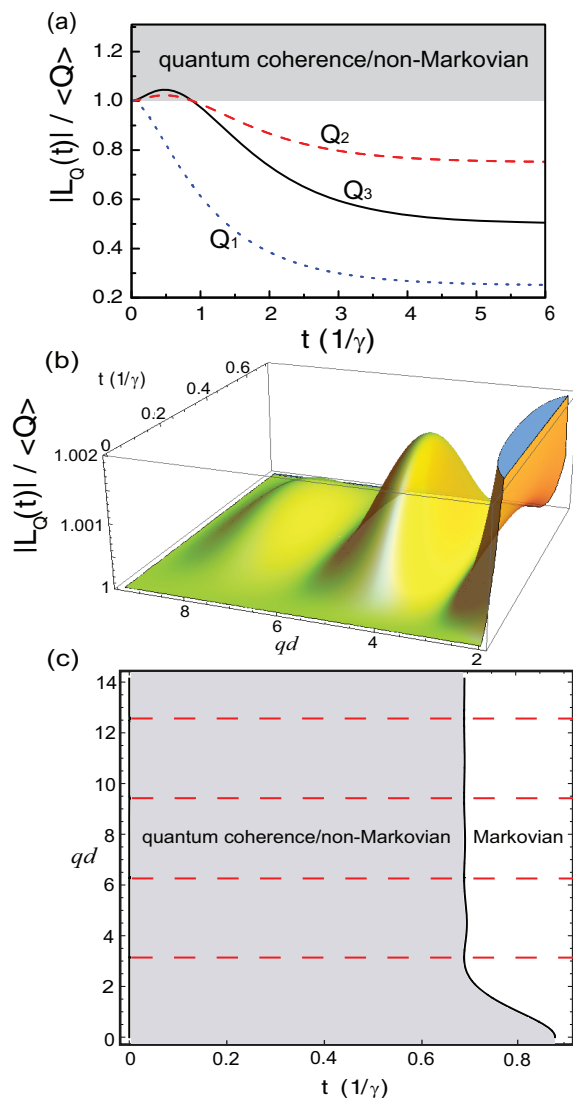 (a)
1.2
quantum coherence/non-Markovian
1.0
|L_Q(t)| / <Q>
0.8
Q_2
Q_3
0.6
Q_1
0.4
0.2
0 1 2 3 4 5 6
t (1/γ)
(b)
t (1/γ)
0.6
0.4
0.2
0
1.002
|L_Q(t)| / <Q>
1.001
1
8 6 4 2
qd
(c)
14
12
10
quantum coherence/non-Markovian Markovian
qd
8
6
4
2
0
0 0.2 0.4 0.6 0.8
t (1/γ)